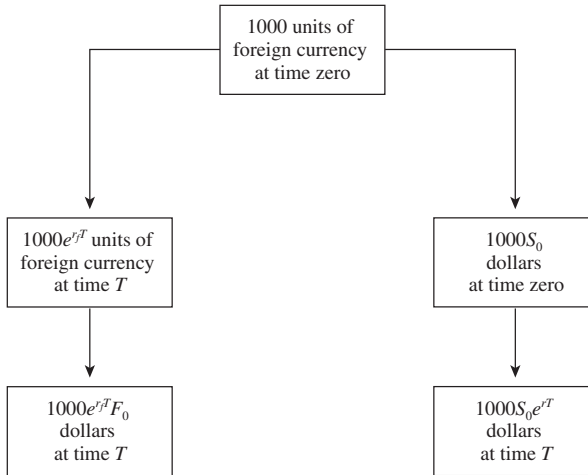 1000 units of
foreign currency
at time zero
1000e^{r_f T} units of
foreign currency
at time T
1000S_0
dollars
at time zero
1000e^{r_f T}F_0
dollars
at time T
1000S_0e^{rT}
dollars
at time T